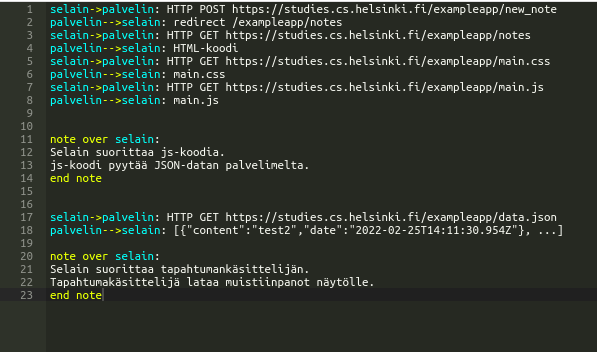 1 selain->palvelin: HTTP POST https://studies.cs.helsinki.fi/exampleapp/new_note
2 palvelin-->selain: redirect /exampleapp/notes
3 selain->palvelin: HTTP GET https://studies.cs.helsinki.fi/exampleapp/notes
4 palvelin-->selain: HTML-koodi
5 selain->palvelin: HTTP GET https://studies.cs.helsinki.fi/exampleapp/main.css
6 palvelin-->selain: main.css
7 selain->palvelin: HTTP GET https://studies.cs.helsinki.fi/exampleapp/main.js
8 palvelin-->selain: main.js
9
10
11 note over selain:
12 Selain suorittaa js-koodia.
13 js-koodi pyytää JSON-datan palvelimelta.
14 end note
15
16
17 selain->palvelin: HTTP GET https://studies.cs.helsinki.fi/exampleapp/data.json
18 palvelin-->selain: [{"content":"test2","date":"2022-02-25T14:11:30.954Z"}, ...]
19
20 note over selain:
21 Selain suorittaa tapahtumankäsittelijän.
22 Tapahtumakäsittelijä lataa muistiinpanot näytölle.
23 end note